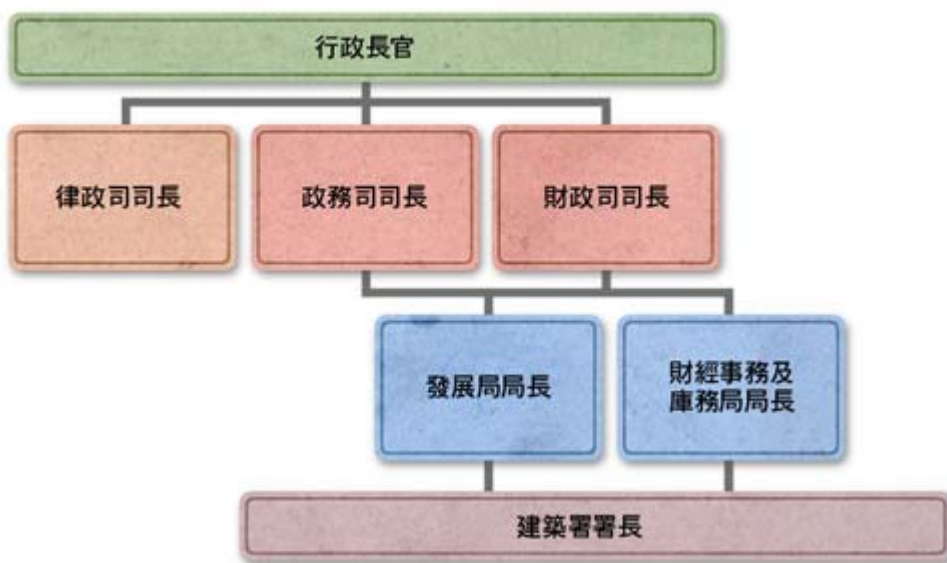 行政長官
律政司司長
政務司司長
財政司司長
發展局局長
財經事務及
庫務局局長
建築署署長